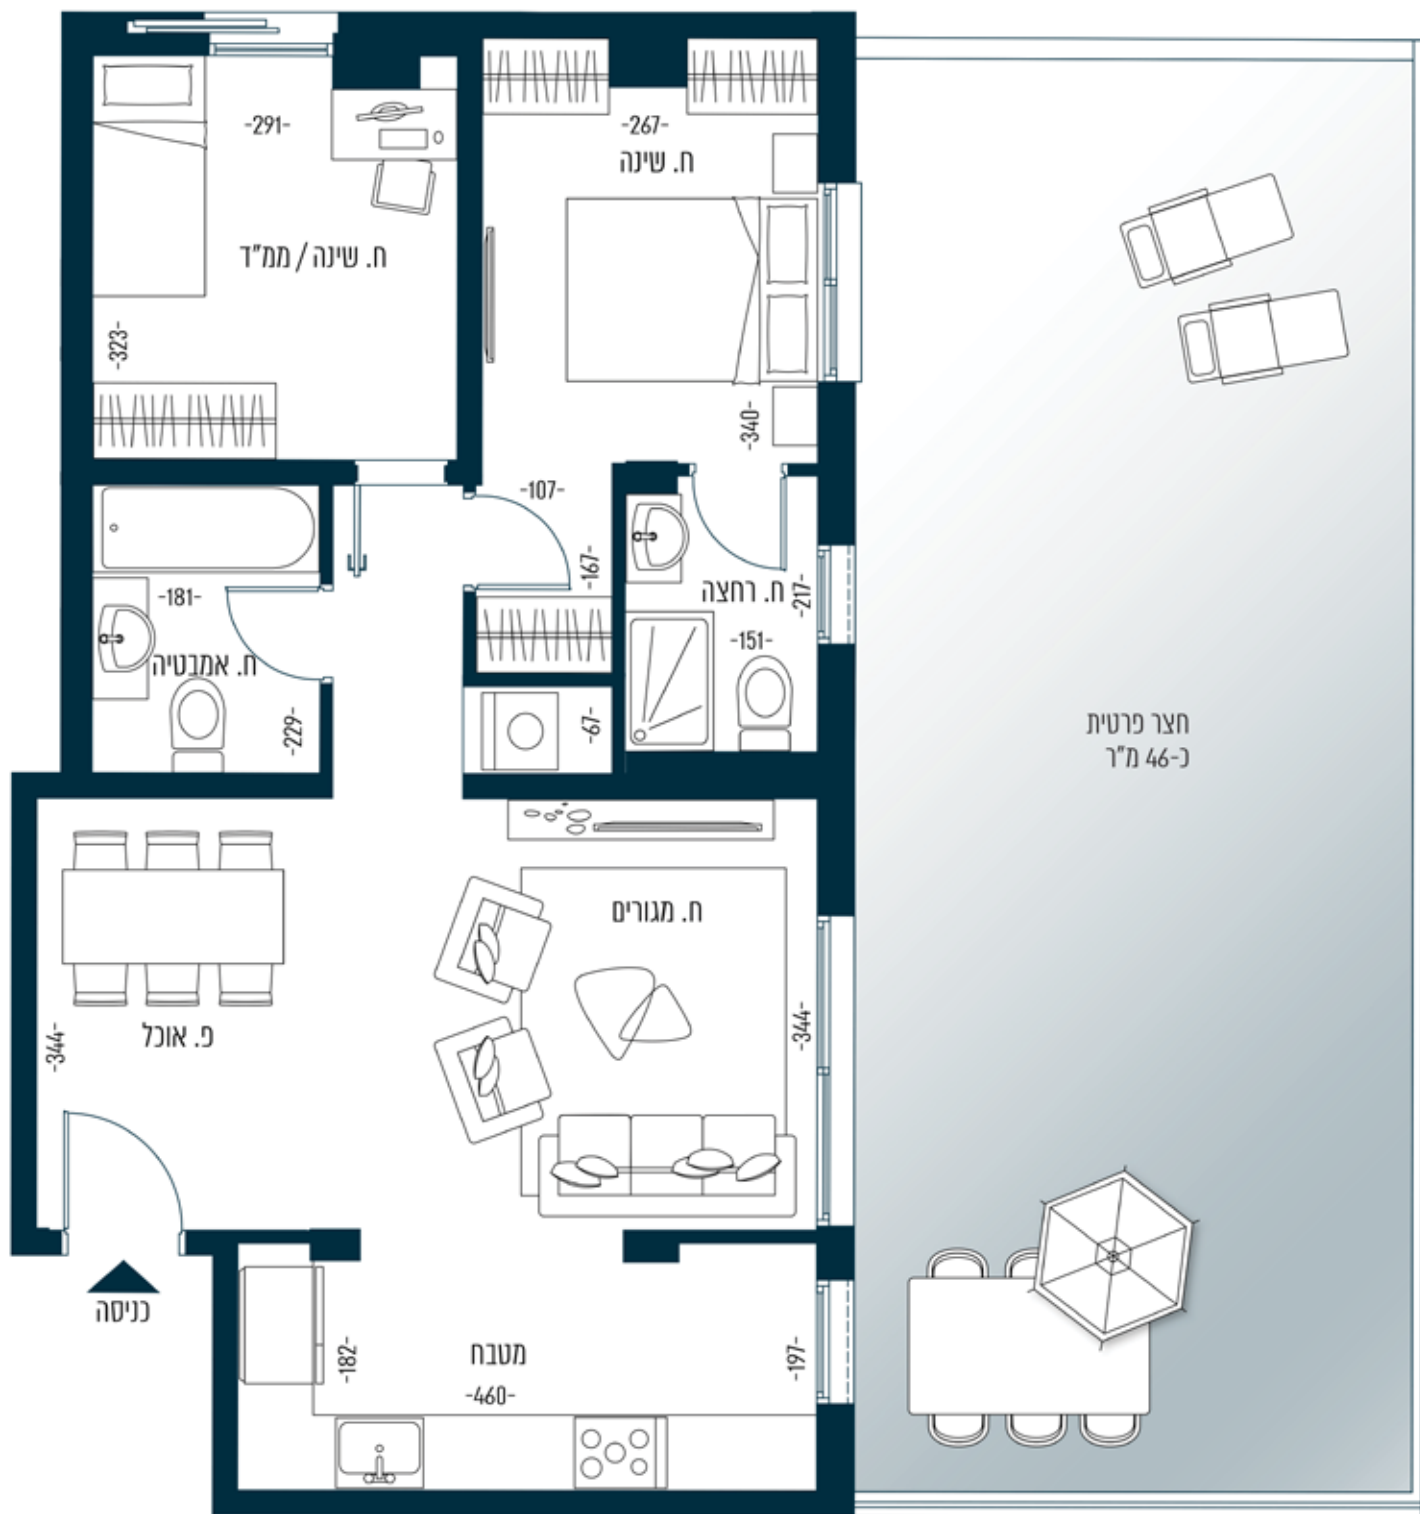 -291-
-267-
ח. שינה
ח. שינה / ממ"ד
-323-
-340-
-107-
-167-
-217-
ח. רחצה
-181-
-151-
ח. אמבטיה
-229-
-67-
חצר פרטית
כ-46 מ"ר
ח. מגורים
-344-
פ. אוכל
-344-
כניסה
-182-
מטבח
-460-
-197-